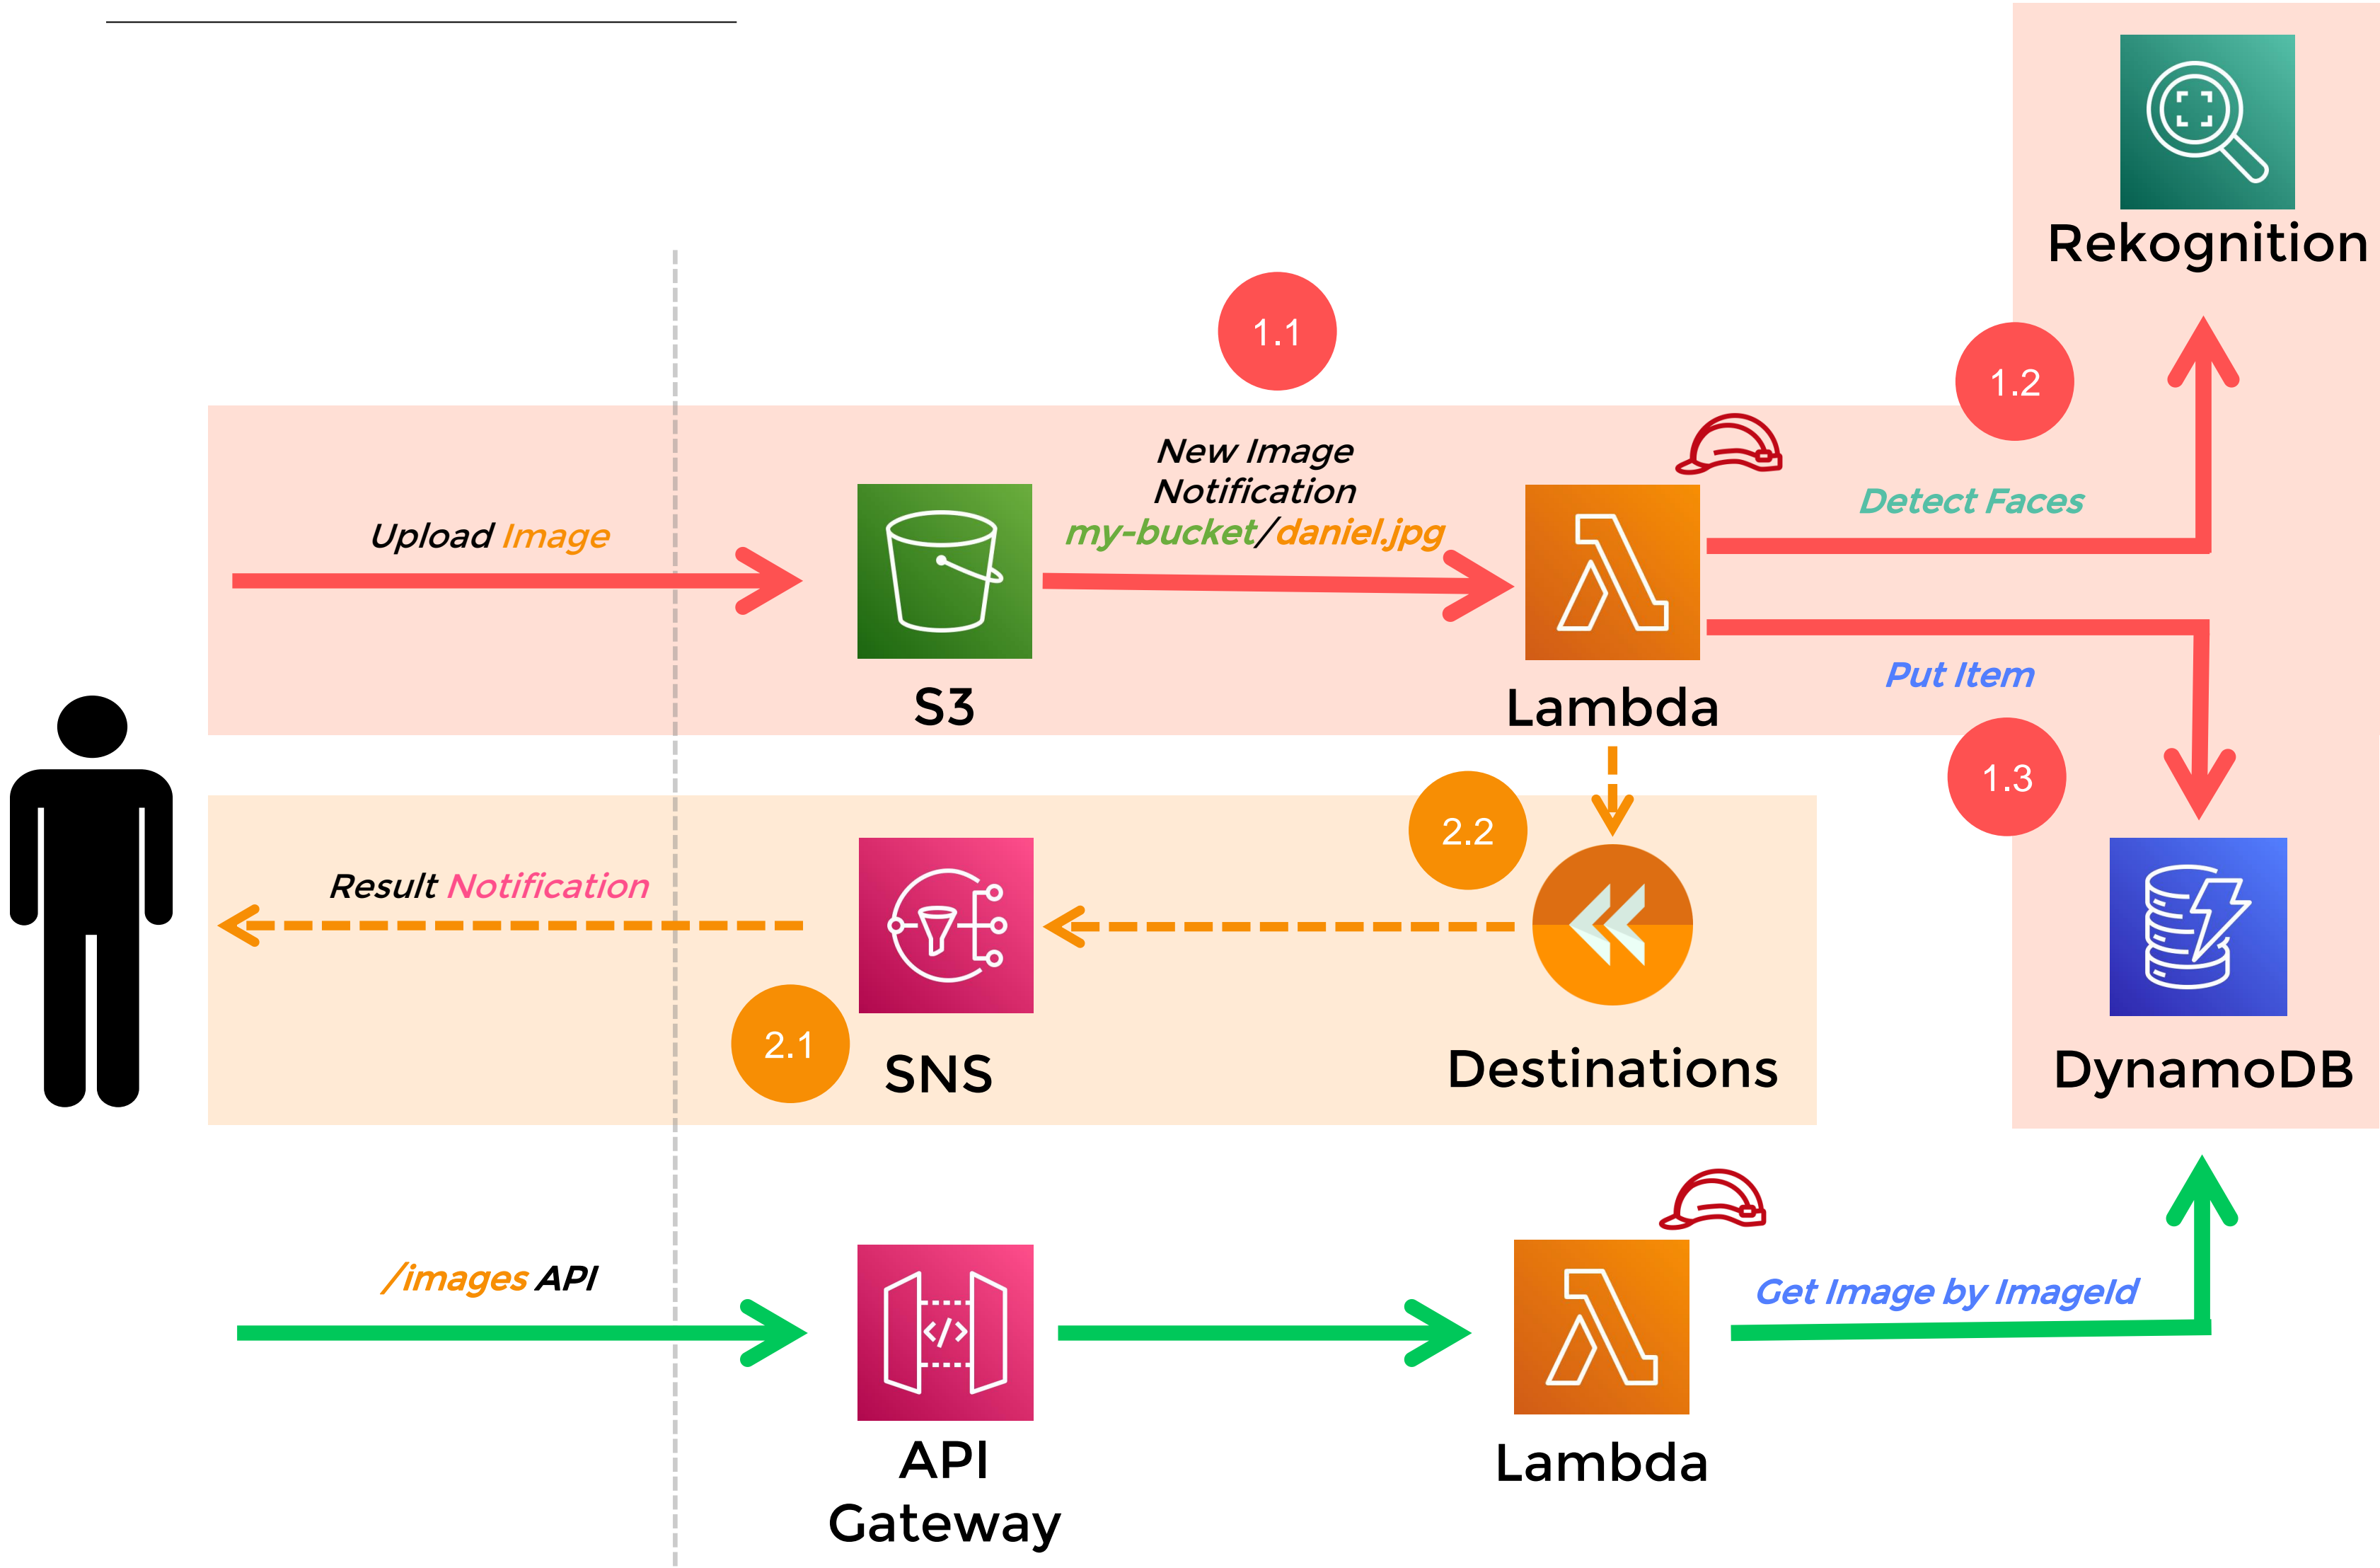 Rekognition
1.1
1.2
New Image
Notification
my-bucket/daniel.jpg
Upload Image
Detect Faces
Put Item
S3
Lambda
1.3
2.2
Result Notification
2.1
SNS
Destinations
DynamoDB
/images API
Get Image by ImageId
</>
API
Gateway
Lambda